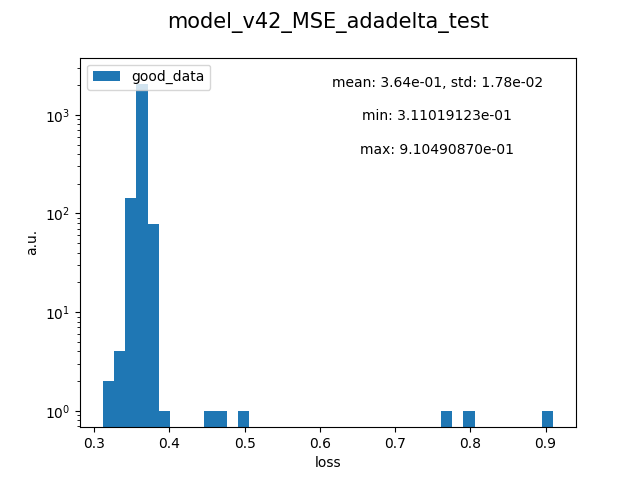 model_v42_MSE_adadelta_test
good_data
mean: 3.64e-01, std: 1.78e-02
min: 3.11019123e-01
max: 9.10490870e-01
a.u.
10³
10²
10¹
10⁰
0.3 0.4 0.5 0.6 0.7 0.8 0.9
loss